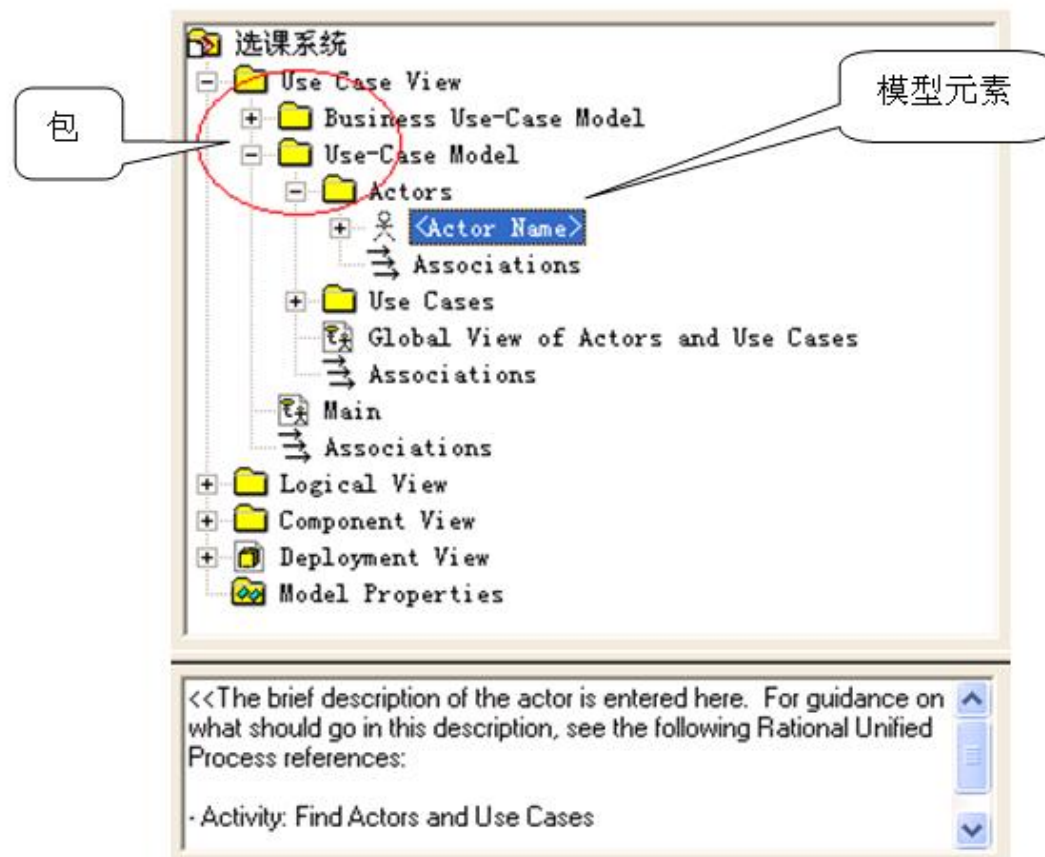 选课系统
Use Case View
包
Business Use-Case Model
模型元素
Use-Case Model
Actors
<Actor Name>
Associations
Use Cases
Global View of Actors and Use Cases
Associations
Main
Associations
Logical View
Component View
Deployment View
Model Properties
<<The brief description of the actor is entered here.  For guidance on
what should go in this description, see the following Rational Unified
Process references:
- Activity: Find Actors and Use Cases